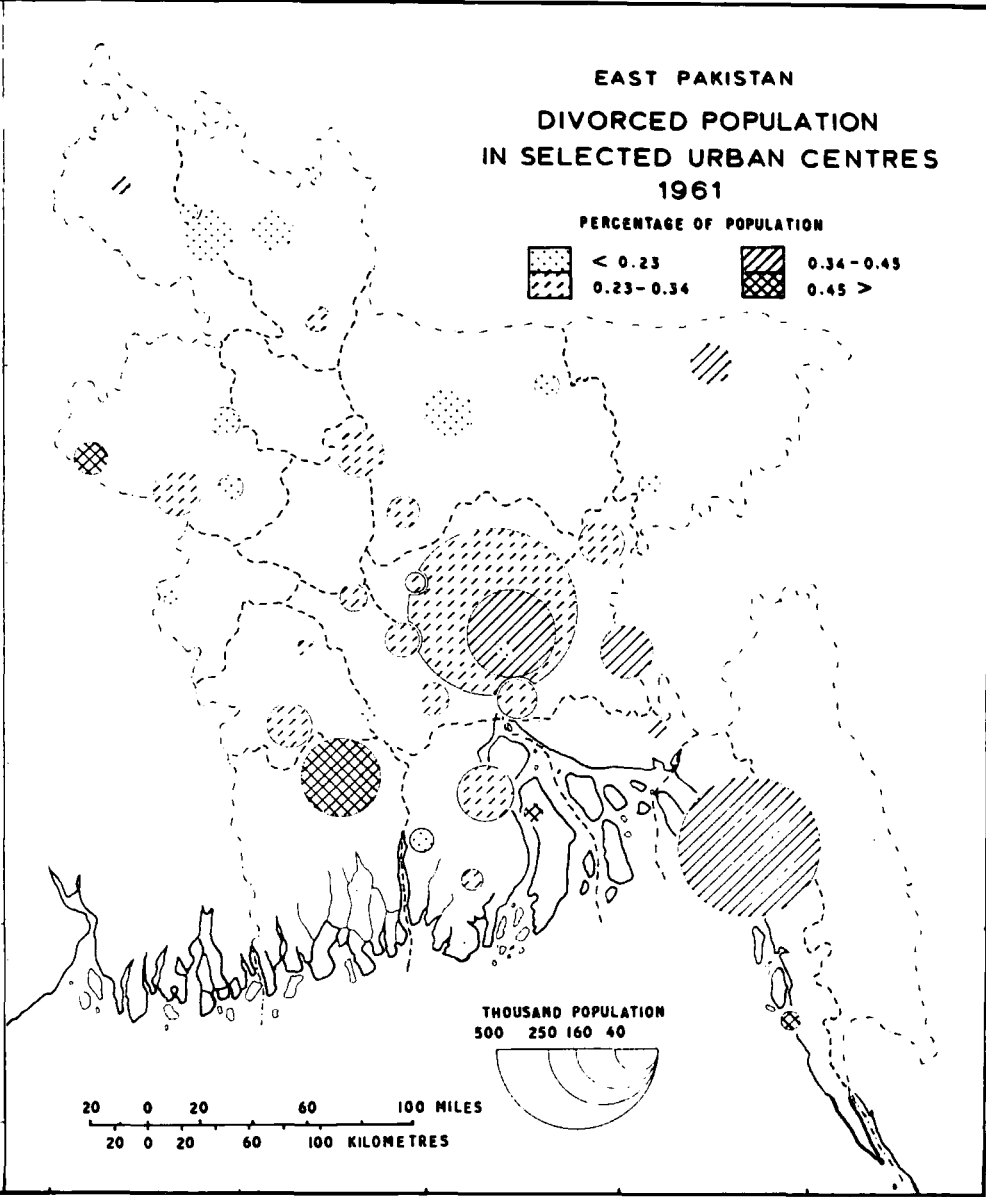 EAST PAKISTAN
DIVORCED POPULATION
IN SELECTED URBAN CENTRES
1961
PERCENTAGE OF POPULATION
< 0.23
0.23-0.34
0.34-0.45
0.45 >
THOUSAND POPULATION
500 250 160 40
20 0 20 60 100 MILES
20 0 20 60 100 KILOMETRES